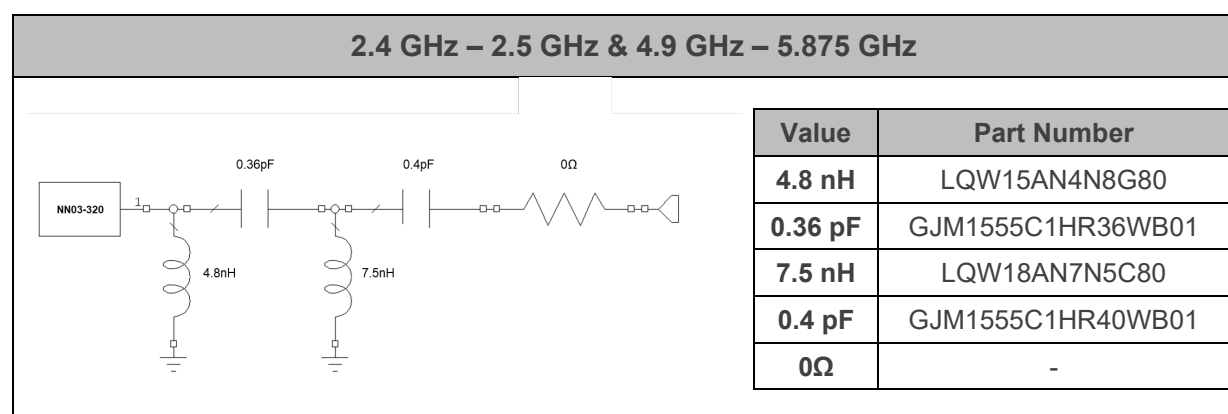 2.4 GHz – 2.5 GHz & 4.9 GHz – 5.875 GHz
0.36pF 0.4pF 0Ω
NN03-320 1
4.8nH 7.5nH
Value Part Number
4.8 nH LQW15AN4N8G80
0.36 pF GJM1555C1HR36WB01
7.5 nH LQW18AN7N5C80
0.4 pF GJM1555C1HR40WB01
0Ω -